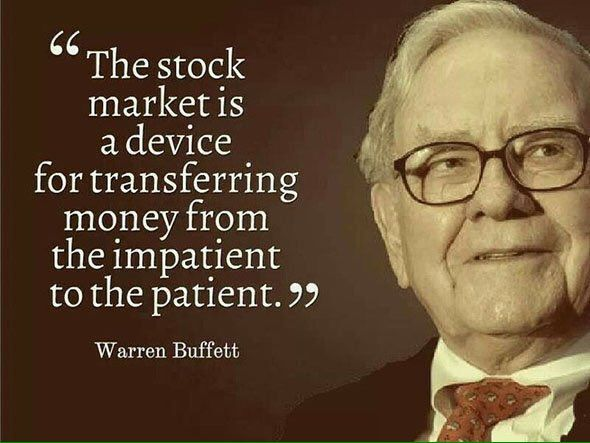 “The stock
market is
a device
for transferring
money from
the impatient
to the patient.”
Warren Buffett